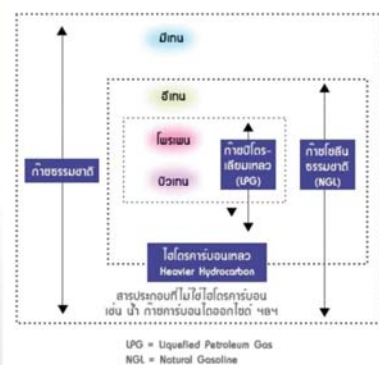 มีเทน
อีเทน
โพรเพน
บิวเทน
ก๊าซธรรมชาติ
ก๊าซปิโตร-
เลียมเหลว
(LPG)
ก๊าซโซลีน
ธรรมชาติ
(NGL)
ไฮโดรคาร์บอนเหลว
Heavier Hydrocarbon
สารประกอบที่ไม่ใช่ไฮโดรคาร์บอน
เช่น น้ำ ก๊าซคาร์บอนไดออกไซด์ ฯลฯ
LPG = Liquefied Petroleum Gas
NGL = Natural Gasoline